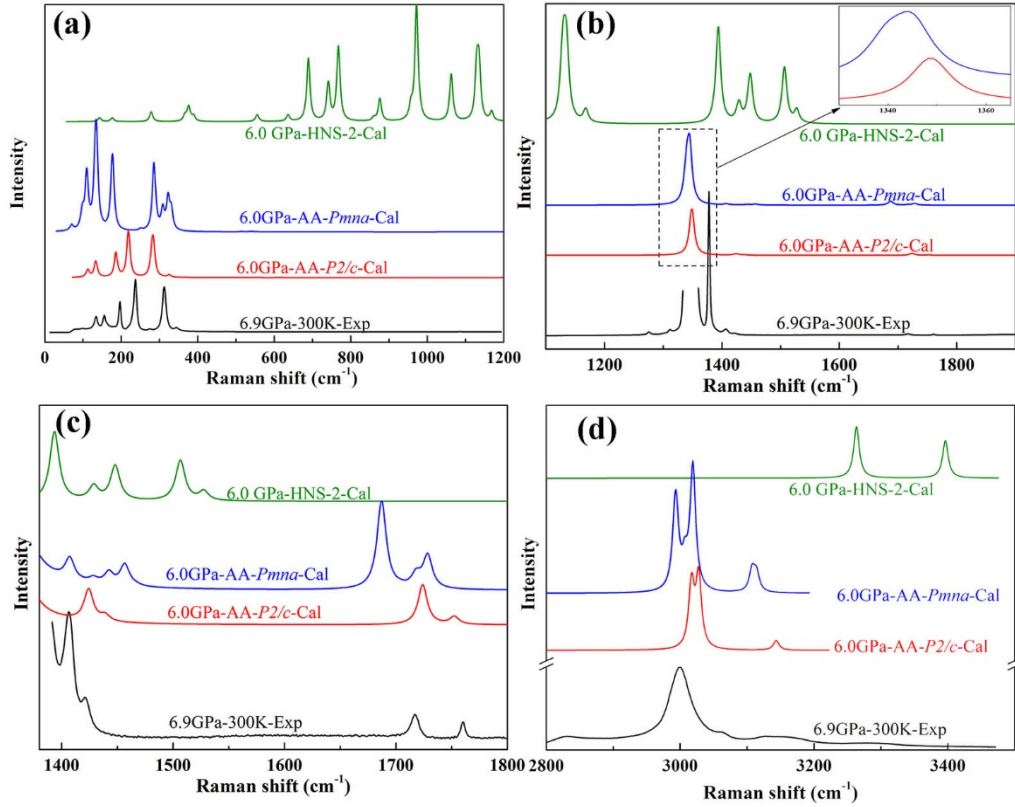 (a)
6.0 GPa-HNS-2-Cal
6.0GPa-AA-Pmna-Cal
6.0GPa-AA-P2/c-Cal
6.9GPa-300K-Exp
Intensity
0 200 400 600 800 1000 1200
Raman shift (cm⁻¹)
(b)
1340 1360
6.0 GPa-HNS-2-Cal
6.0GPa-AA-Pmna-Cal
6.0GPa-AA-P2/c-Cal
6.9GPa-300K-Exp
Intensity
1200 1400 1600 1800
Raman shift (cm⁻¹)
(c)
6.0 GPa-HNS-2-Cal
6.0GPa-AA-Pmna-Cal
6.0GPa-AA-P2/c-Cal
6.9GPa-300K-Exp
Intensity
1400 1500 1600 1700 1800
Raman shift (cm⁻¹)
(d)
6.0 GPa-HNS-2-Cal
6.0GPa-AA-Pmna-Cal
6.0GPa-AA-P2/c-Cal
6.9GPa-300K-Exp
Intensity
2800 3000 3200 3400
Raman shift (cm⁻¹)